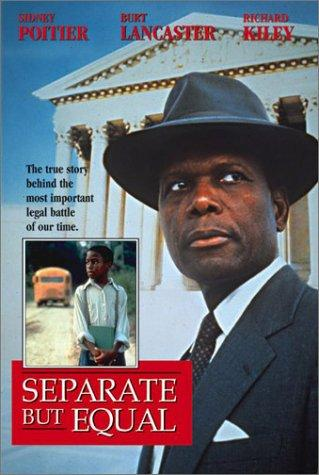 SIDNEY BURT RICHARD
POITIER LANCASTER KILEY
The true story
behind the
most important
legal battle
of our time.
SEPARATE
BUT EQUAL